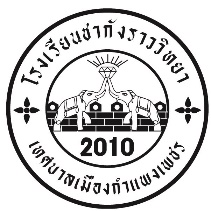 โรงเรียนชากังราววิทยา
2010
เทศบาลเมืองกำแพงเพชร